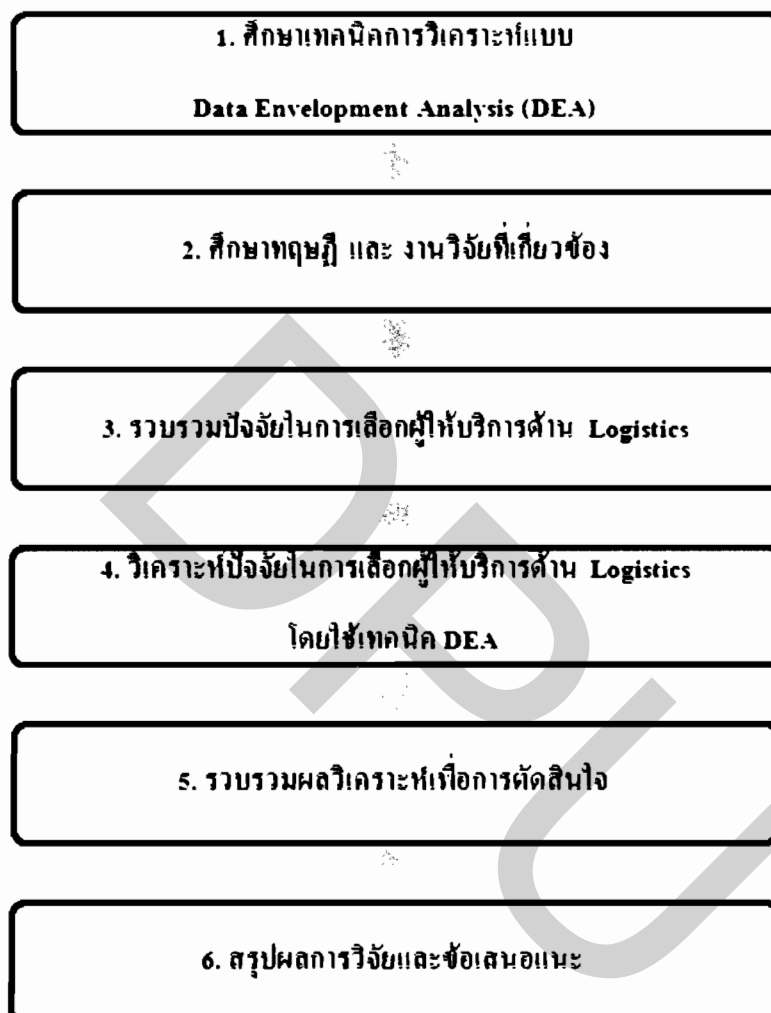 1. ศึกษาเทคนิคการวิเคราะห์แบบ
Data Envelopment Analysis (DEA)
2. ศึกษาทฤษฎี และ งานวิจัยที่เกี่ยวข้อง
3. รวบรวมปัจจัยในการเลือกผู้ให้บริการด้าน Logistics
4. วิเคราะห์ปัจจัยในการเลือกผู้ให้บริการด้าน Logistics
โดยใช้เทคนิค DEA
5. รวบรวมผลวิเคราะห์เพื่อการตัดสินใจ
6. สรุปผลการวิจัยและข้อเสนอแนะ
DPU